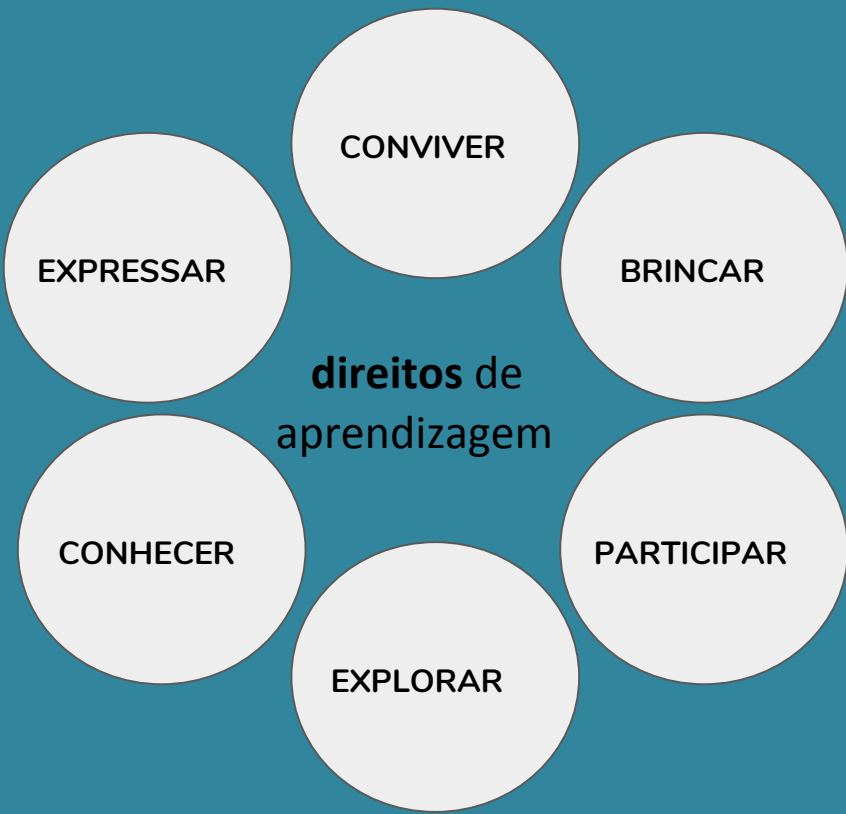 CONVIVER
EXPRESSAR
BRINCAR
direitos de
aprendizagem
CONHECER
PARTICIPAR
EXPLORAR